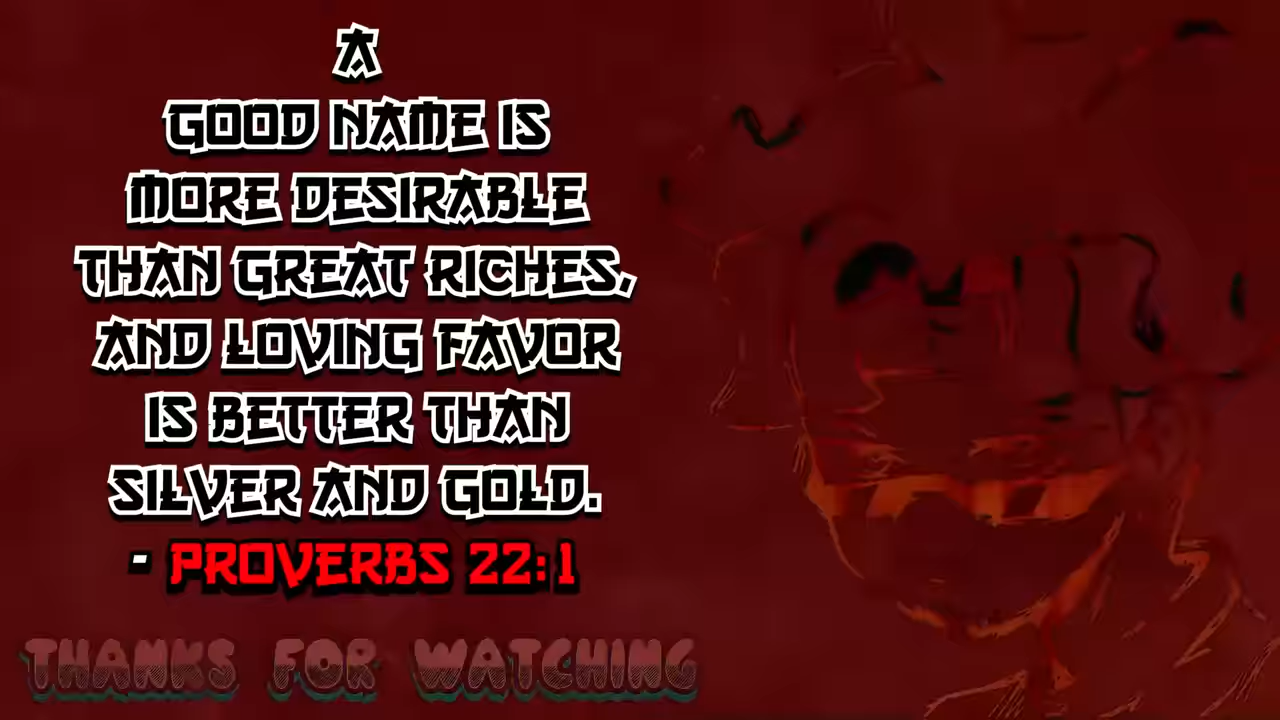 A
GOOD NAME IS
MORE DESIRABLE
THAN GREAT RICHES,
AND LOVING FAVOR
IS BETTER THAN
SILVER AND GOLD.
- PROVERBS 22:1
THANKS FOR WATCHING